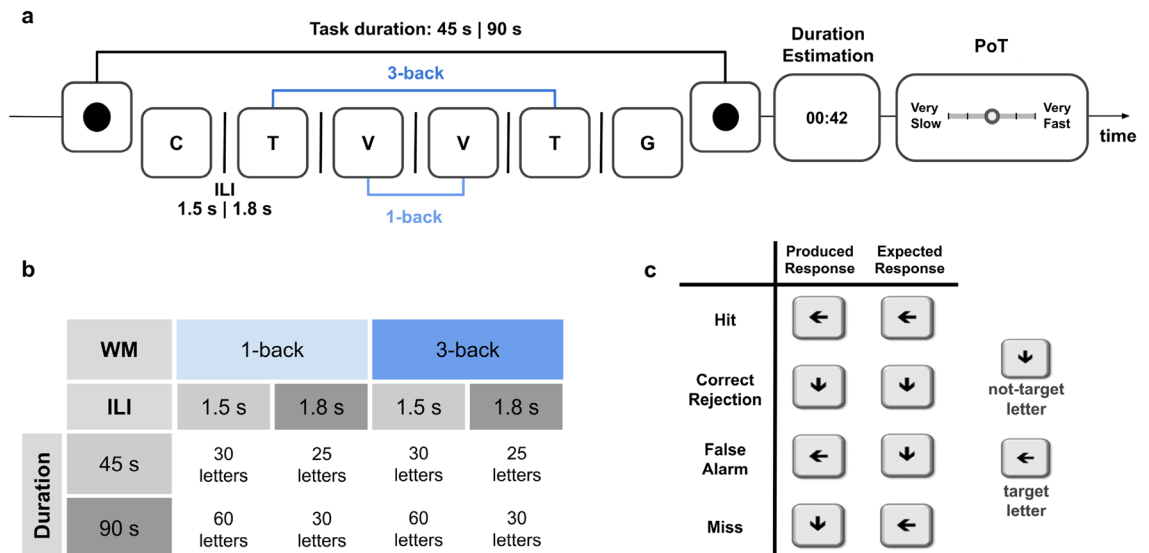 a
Task duration: 45 s | 90 s
3-back
C
T
V
V
T
G
ILI
1.5 s | 1.8 s
1-back
Duration
Estimation
00:42
PoT
Very
Slow
Very
Fast
time
b
WM 1-back 3-back
ILI 1.5 s 1.8 s 1.5 s 1.8 s
Duration
45 s
30
letters
25
letters
30
letters
25
letters
90 s
60
letters
30
letters
60
letters
30
letters
c
Produced
Response
Expected
Response
Hit
Correct
Rejection
False
Alarm
Miss
not-target
letter
target
letter